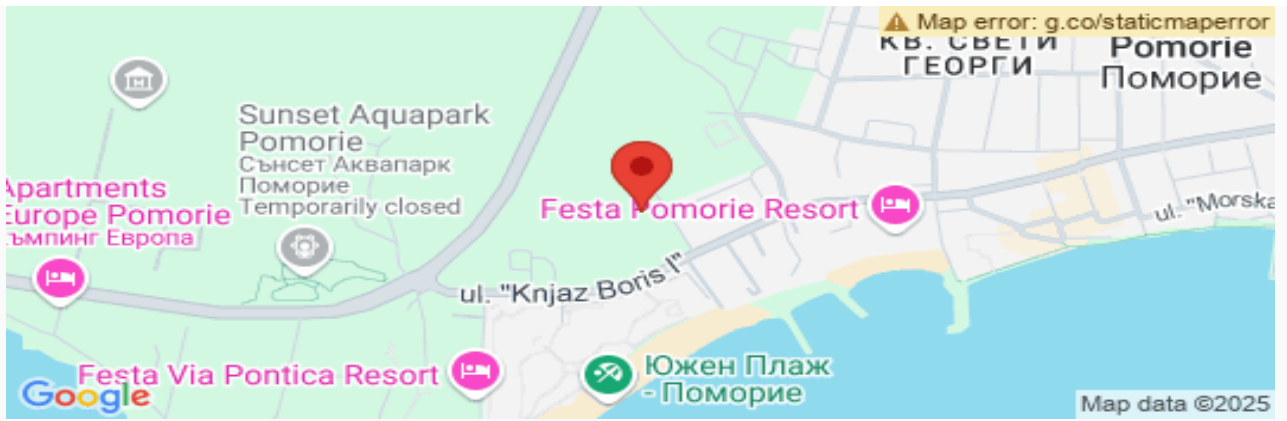 Map error: g.co/staticmaperror
КВ. СВЕТИ
ГЕОРГИ
Pomorie
Поморие
Sunset Aquapark
Pomorie
Сънсет Аквапарк
Поморие
Temporarily closed
Apartments
Europe Pomorie
къмпинг Европа
Festa Pomorie Resort
ul. "Morska
ul. "Knjaz Boris I"
Festa Via Pontica Resort
Южен Плаж
- Поморие
Google
Map data ©2025